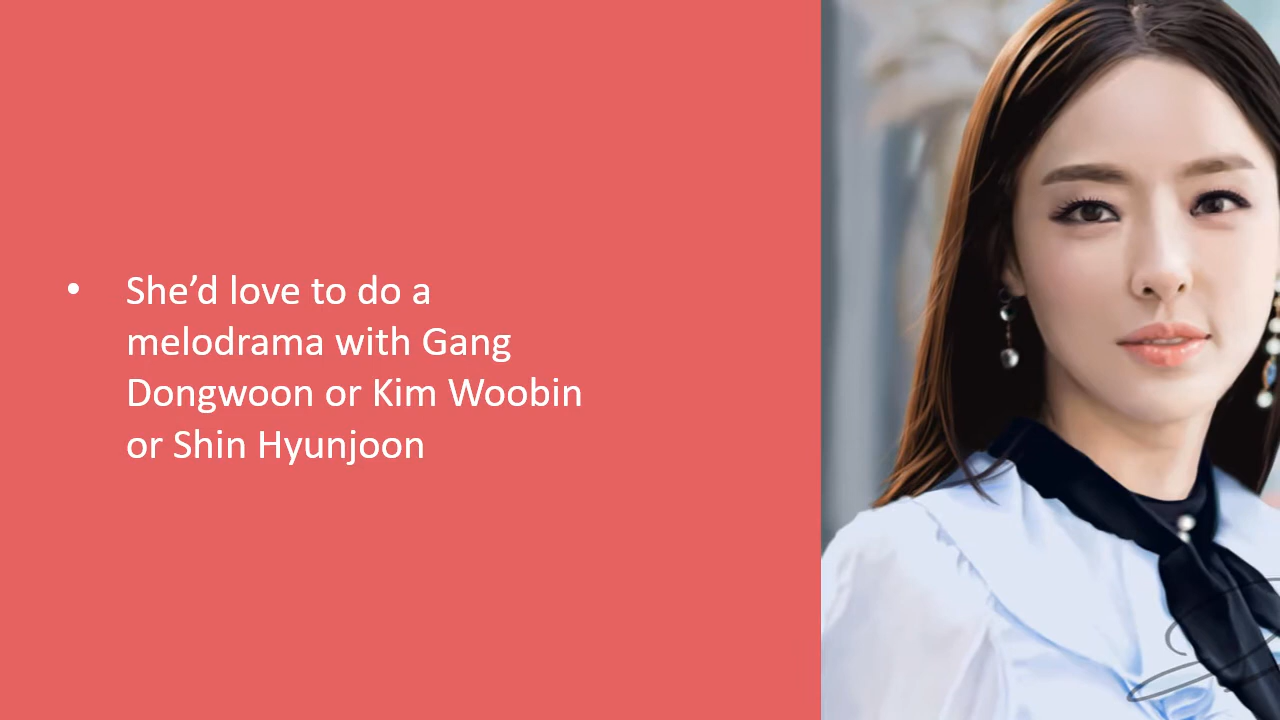 • She’d love to do a
melodrama with Gang
Dongwoon or Kim Woobin
or Shin Hyunjoon